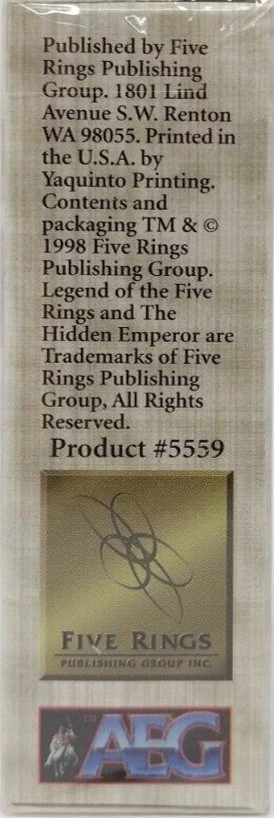 Published by Five
Rings Publishing
Group. 1801 Lind
Avenue S.W. Renton
WA 98055. Printed in
the U.S.A. by
Yaquinto Printing.
Contents and
packaging TM & ©
1998 Five Rings
Publishing Group.
Legend of the Five
Rings and The
Hidden Emperor are
Trademarks of Five
Rings Publishing
Group, All Rights
Reserved.
Product #5559
FIVE RINGS
PUBLISHING GROUP INC.
TM AEG